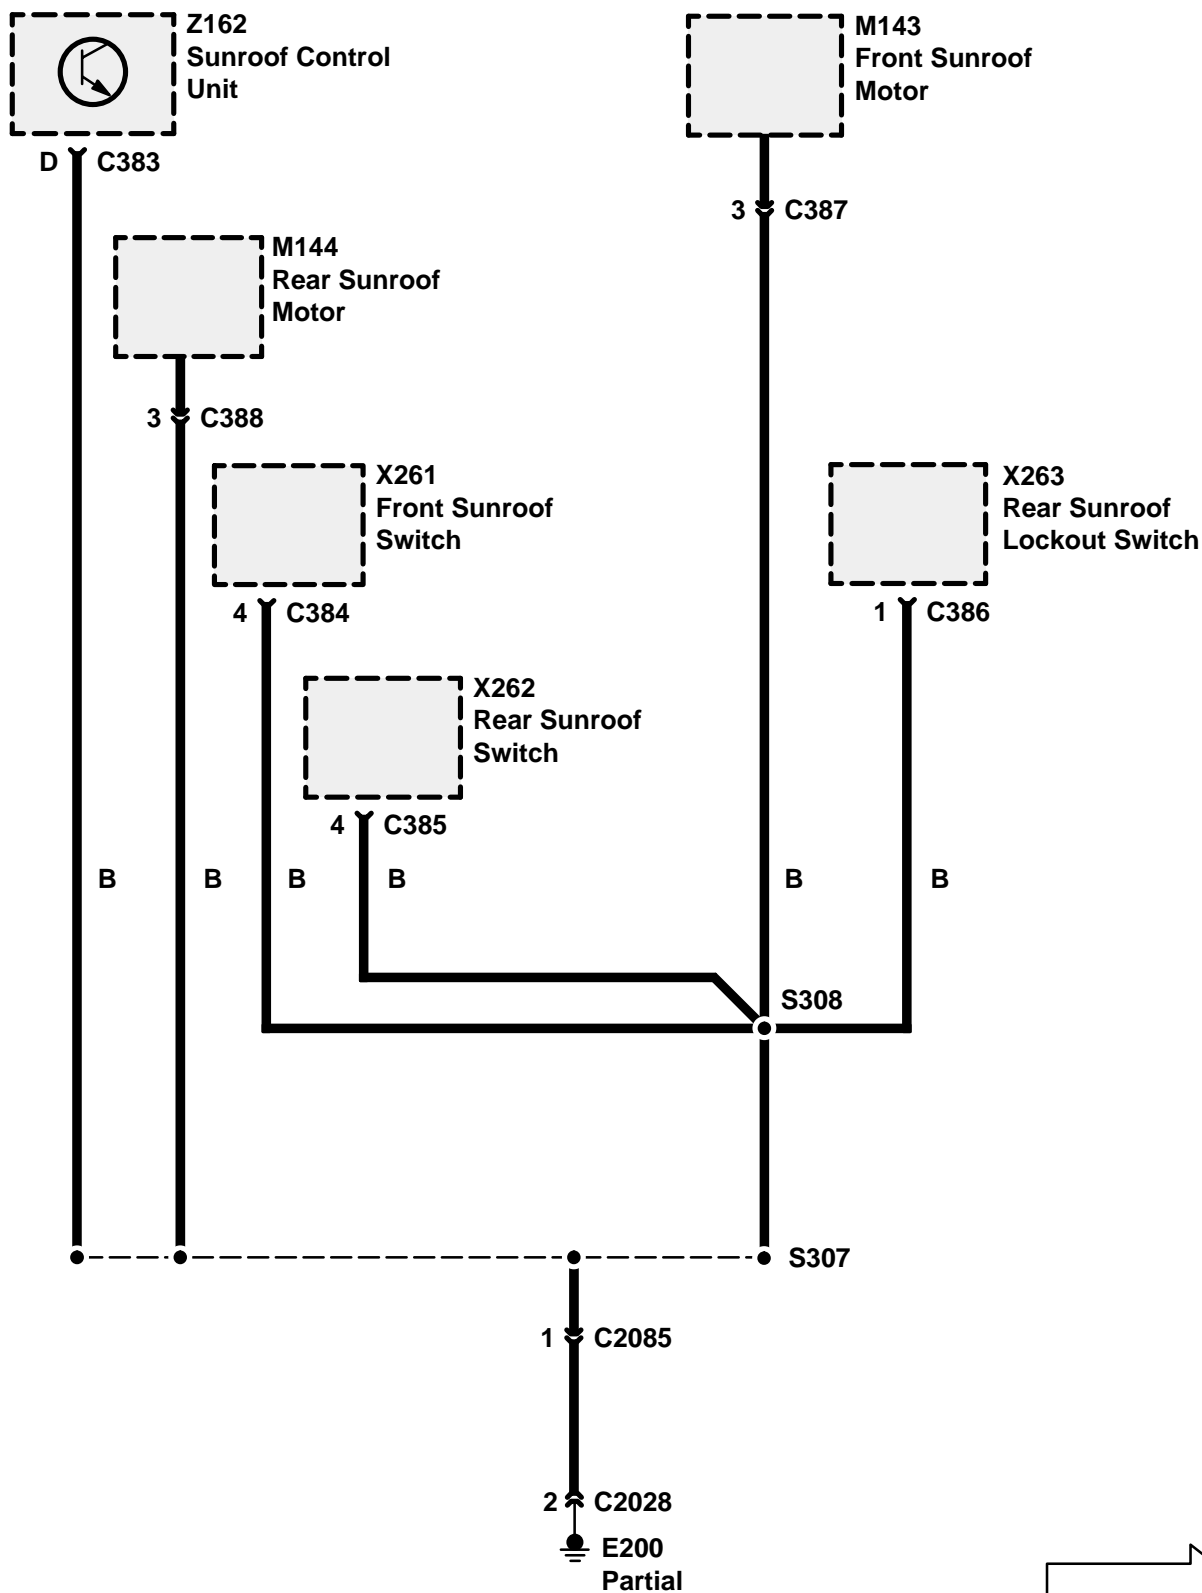 Z162
Sunroof Control
Unit
M143
Front Sunroof
Motor
D C383
3 C387
M144
Rear Sunroof
Motor
3 C388
X261
Front Sunroof
Switch
X263
Rear Sunroof
Lockout Switch
4 C384
1 C386
X262
Rear Sunroof
Switch
4 C385
B B B B B B
S308
S307
1 C2085
2 C2028
E200
Partial